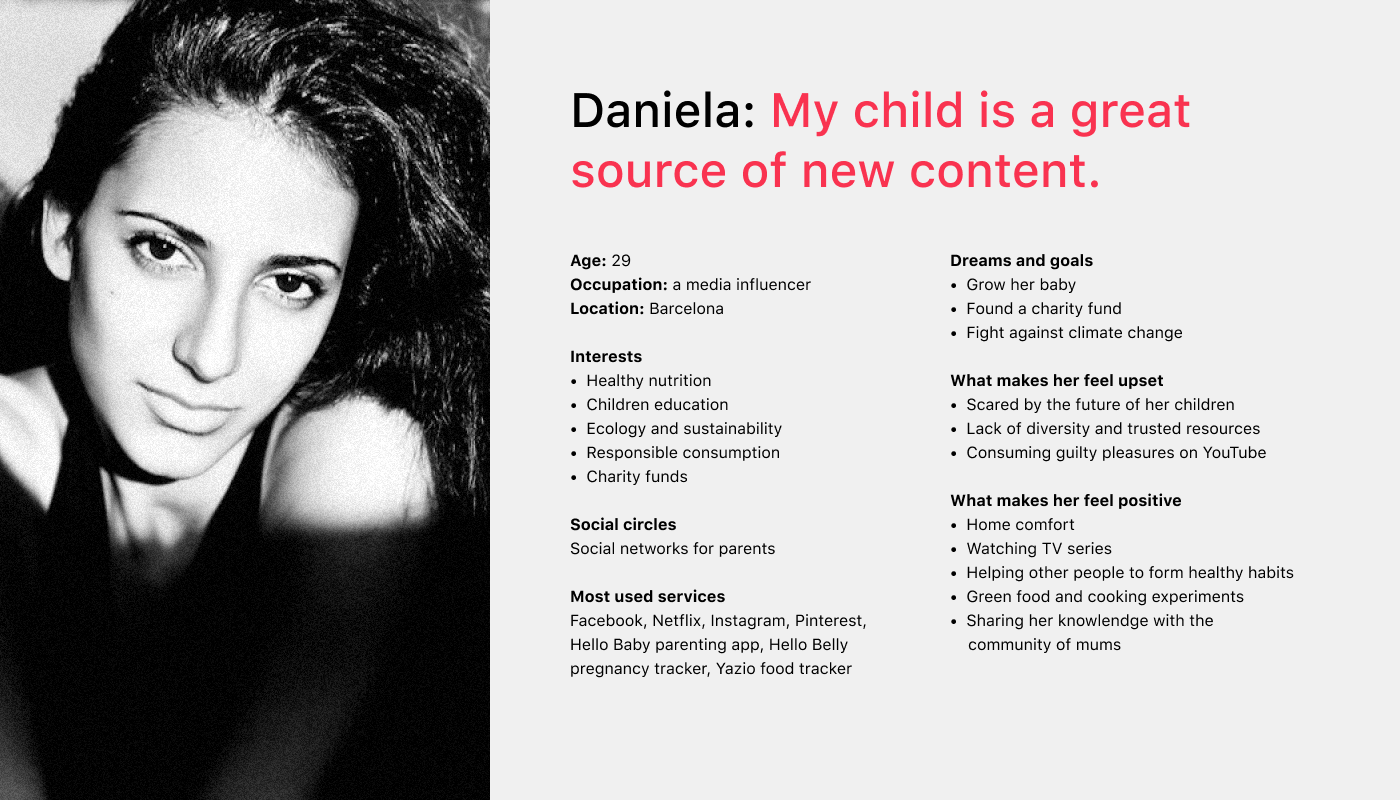 Daniela: My child is a great
source of new content.
Age: 29
Occupation: a media influencer
Location: Barcelona
Interests
• Healthy nutrition
• Children education
• Ecology and sustainability
• Responsible consumption
• Charity funds
Social circles
Social networks for parents
Most used services
Facebook, Netflix, Instagram, Pinterest,
Hello Baby parenting app, Hello Belly
pregnancy tracker, Yazio food tracker
Dreams and goals
• Grow her baby
• Found a charity fund
• Fight against climate change
What makes her feel upset
• Scared by the future of her children
• Lack of diversity and trusted resources
• Consuming guilty pleasures on YouTube
What makes her feel positive
• Home comfort
• Watching TV series
• Helping other people to form healthy habits
• Green food and cooking experiments
• Sharing her knowlendge with the
community of mums